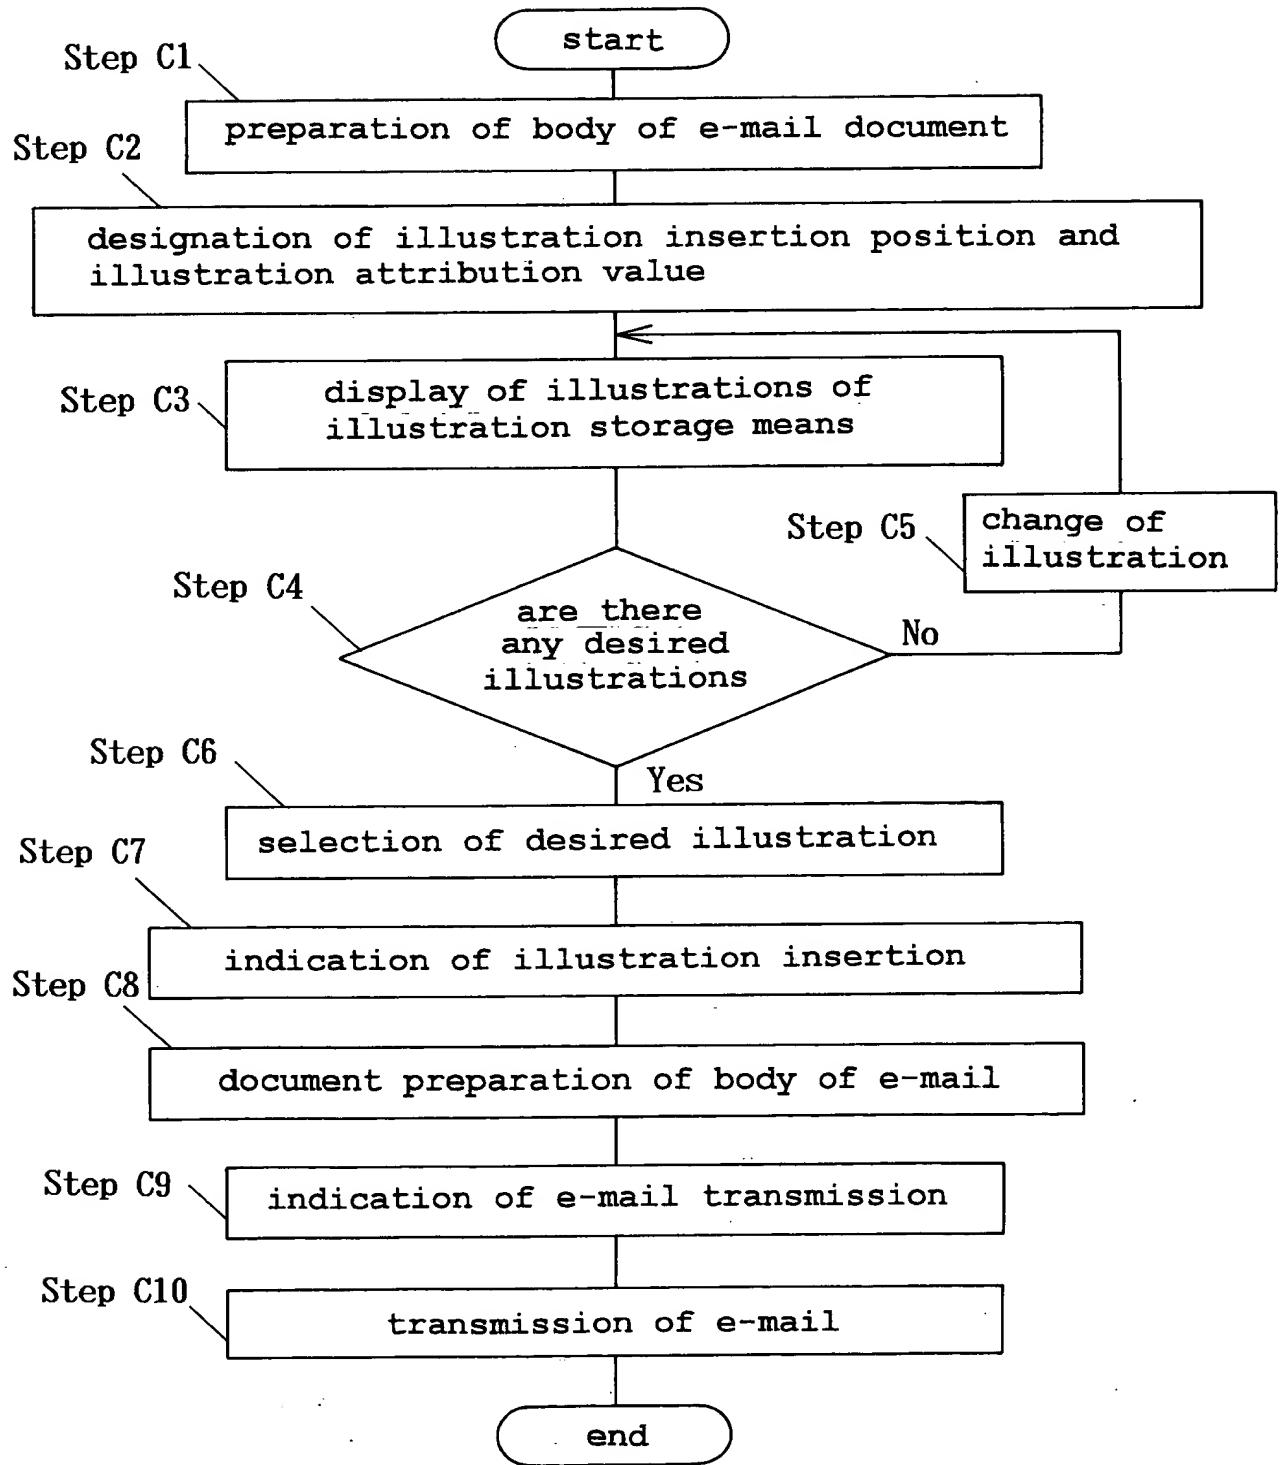 start
Step C1
preparation of body of e-mail document
Step C2
designation of illustration insertion position and
illustration attribution value
Step C3
display of illustrations of
illustration storage means
Step C5
change of
illustration
Step C4
are there
any desired
illustrations
No
Yes
Step C6
selection of desired illustration
Step C7
indication of illustration insertion
Step C8
document preparation of body of e-mail
Step C9
indication of e-mail transmission
Step C10
transmission of e-mail
end